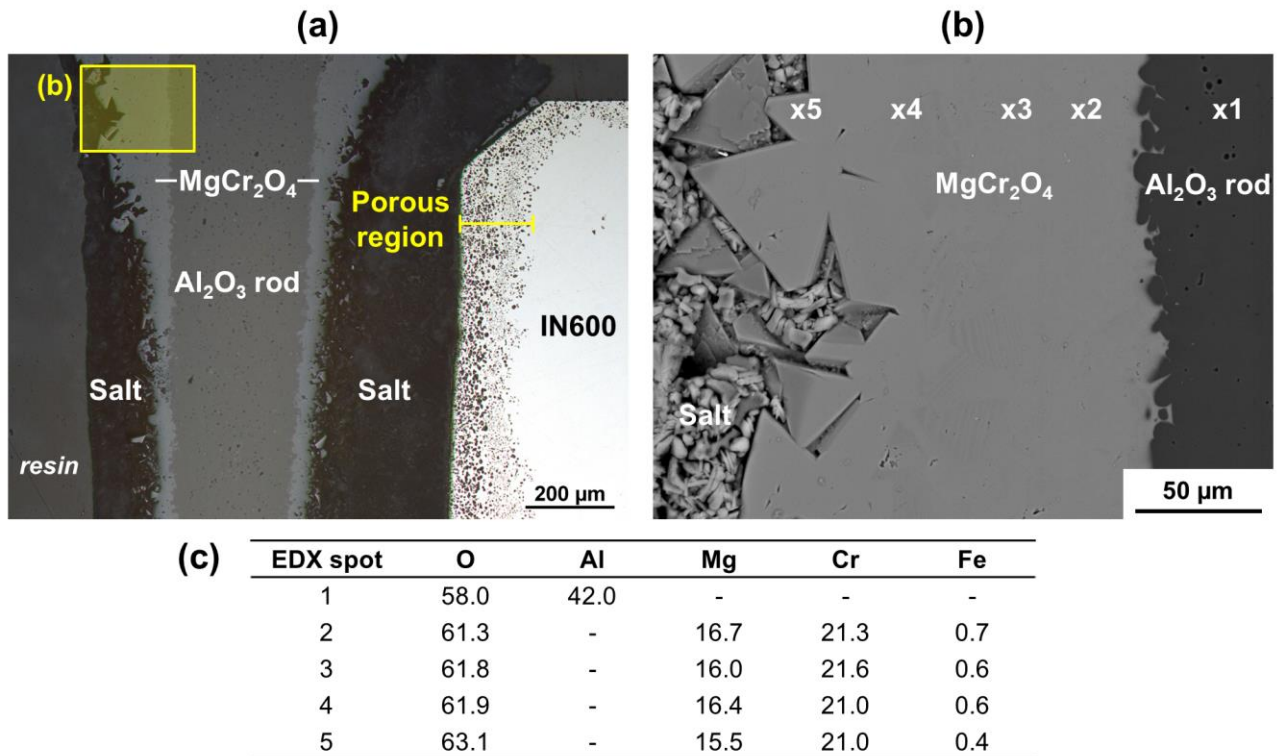 (a)
(b)
—MgCr₂O₄—
Porous
region
Al₂O₃ rod
IN600
Salt
Salt
resin
200 µm
(b)
x5 x4 x3 x2 x1
MgCr₂O₄
Al₂O₃ rod
Salt
50 µm
(c)
EDX spot O Al Mg Cr Fe
1 58.0 42.0 - - -
2 61.3 - 16.7 21.3 0.7
3 61.8 - 16.0 21.6 0.6
4 61.9 - 16.4 21.0 0.6
5 63.1 - 15.5 21.0 0.4